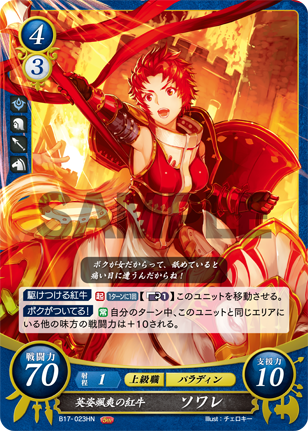 4
3
SAMPLE
ボクが女だからって、舐めていると
痛い目に遭うんだからね！
駆けつける紅牛 起 1ターンに1回 【1】このユニットを移動させる。
ボクがついてる！ 常 自分のターン中、このユニットと同じエリアに
いる他の味方の戦闘力は＋10される。
戦闘力
70
射程 1 上級職 パラディン
支援力
10
英姿颯爽の紅牛 ソワレ
B17-023HN
Illust：チェロキー